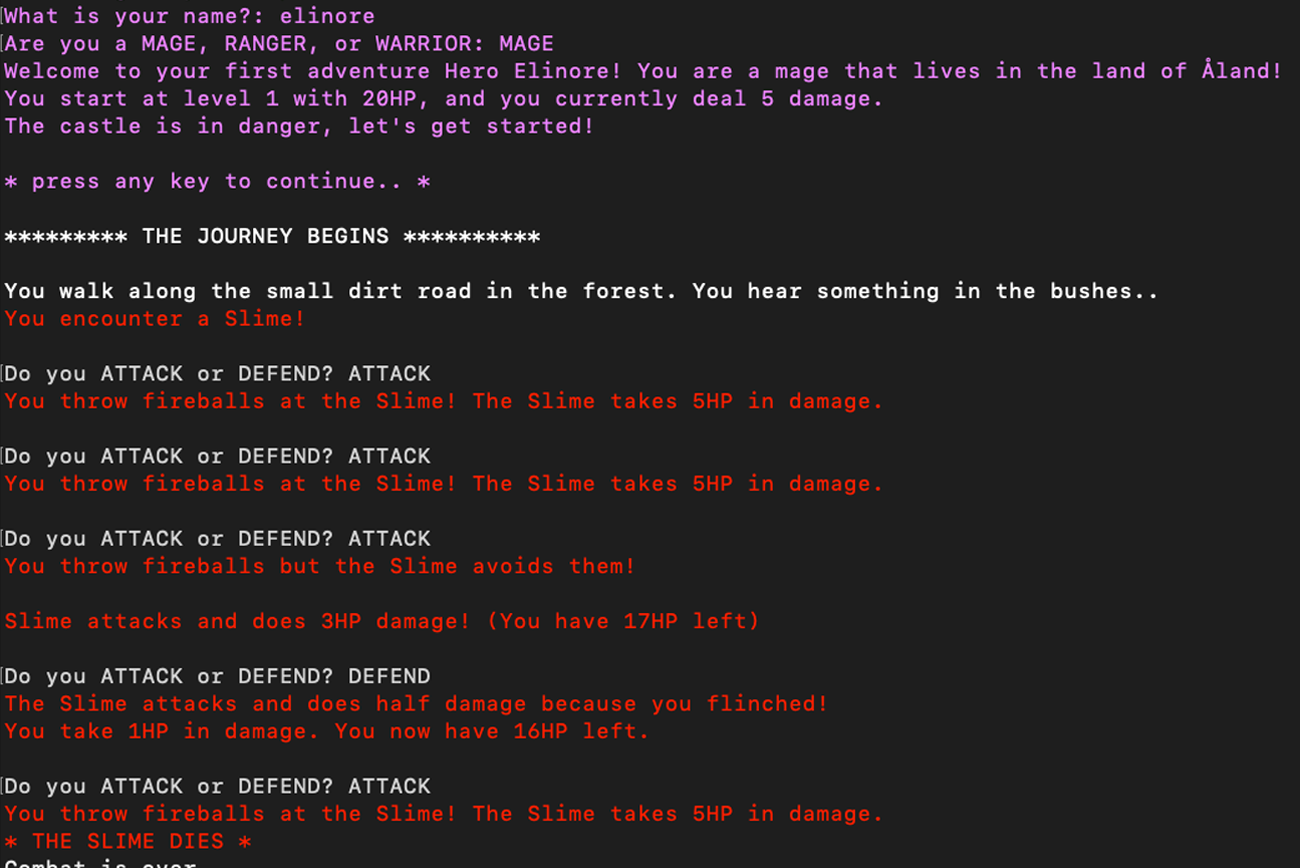 What is your name?: elinore
Are you a MAGE, RANGER, or WARRIOR: MAGE
Welcome to your first adventure Hero Elinore! You are a mage that lives in the land of Åland!
You start at level 1 with 20HP, and you currently deal 5 damage.
The castle is in danger, let's get started!
* press any key to continue.. *
********* THE JOURNEY BEGINS **********
You walk along the small dirt road in the forest. You hear something in the bushes..
You encounter a Slime!
Do you ATTACK or DEFEND? ATTACK
You throw fireballs at the Slime! The Slime takes 5HP in damage.
Do you ATTACK or DEFEND? ATTACK
You throw fireballs at the Slime! The Slime takes 5HP in damage.
Do you ATTACK or DEFEND? ATTACK
You throw fireballs but the Slime avoids them!
Slime attacks and does 3HP damage! (You have 17HP left)
Do you ATTACK or DEFEND? DEFEND
The Slime attacks and does half damage because you flinched!
You take 1HP in damage. You now have 16HP left.
Do you ATTACK or DEFEND? ATTACK
You throw fireballs at the Slime! The Slime takes 5HP in damage.
* THE SLIME DIES *
Combat is over